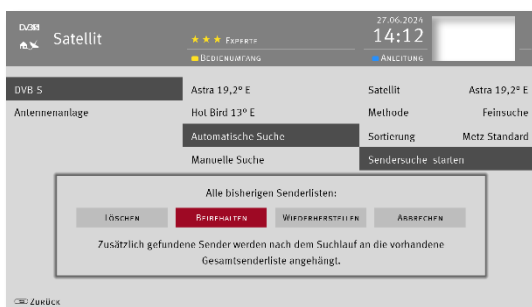 DVB S
Satellit
★ ★ ★ EXPERTE
BEDIENUMFANG
27.06.2024
14:12
ANLEITUNG
DVB S
Antennenanlage
Astra 19,2° E
Hot Bird 13° E
Automatische Suche
Manuelle Suche
Satellit Astra 19,2° E
Methode Feinsuche
Sortierung Metz Standard
Sendersuche starten
Alle bisherigen Senderlisten:
LÖSCHEN BEIBEHALTEN WIEDERHERSTELLEN ABBRECHEN
Zusätzlich gefundene Sender werden nach dem Suchlauf an die vorhandene
Gesamtsenderliste angehängt.
ZURÜCK